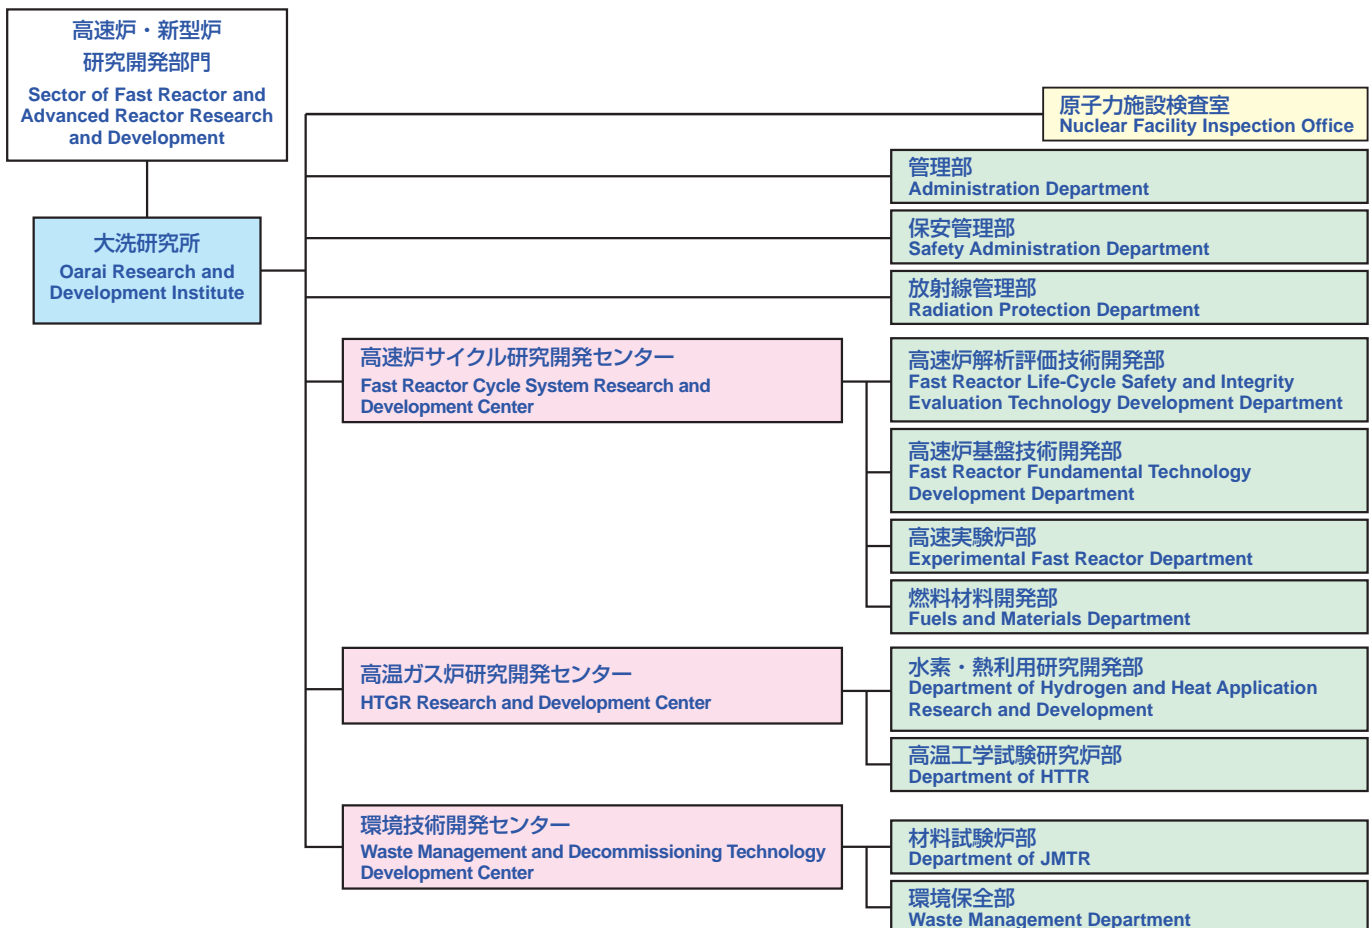 高速炉・新型炉
研究開発部門
Sector of Fast Reactor and
Advanced Reactor Research
and Development
大洗研究所
Oarai Research and
Development Institute
原子力施設検査室
Nuclear Facility Inspection Office
管理部
Administration Department
保安管理部
Safety Administration Department
放射線管理部
Radiation Protection Department
高速炉サイクル研究開発センター
Fast Reactor Cycle System Research and
Development Center
高速炉解析評価技術開発部
Fast Reactor Life-Cycle Safety and Integrity
Evaluation Technology Development Department
高速炉基盤技術開発部
Fast Reactor Fundamental Technology
Development Department
高速実験炉部
Experimental Fast Reactor Department
燃料材料開発部
Fuels and Materials Department
高温ガス炉研究開発センター
HTGR Research and Development Center
水素・熱利用研究開発部
Department of Hydrogen and Heat Application
Research and Development
高温工学試験研究炉部
Department of HTTR
環境技術開発センター
Waste Management and Decommissioning Technology
Development Center
材料試験炉部
Department of JMTR
環境保全部
Waste Management Department